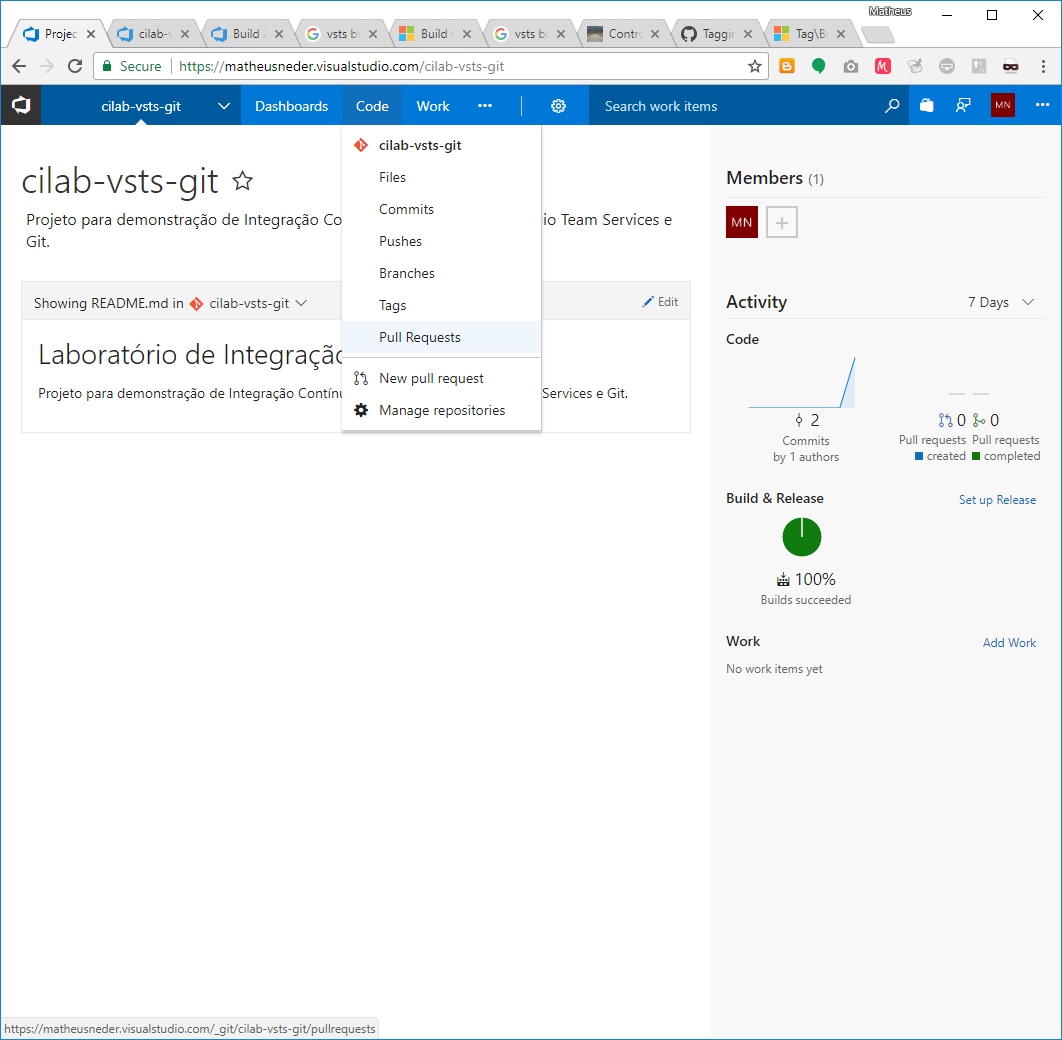 Matheus
Projec
cilab-v
Build 2
vsts bu
Build v
vsts bu
Contro
Taggin
Tag\Bu
Secure
https://matheusneder.visualstudio.com/cilab-vsts-git
cilab-vsts-git
Dashboards
Code
Work
Search work items
MN
cilab-vsts-git
Files
Commits
Pushes
Branches
Tags
Pull Requests
New pull request
Manage repositories
cilab-vsts-git
Projeto para demonstração de Integração Co
io Team Services e
Git.
Showing README.md in cilab-vsts-git
Edit
Laboratório de Integração
Projeto para demonstração de Integração Contínu
Services e Git.
Members (1)
MN
Activity
7 Days
Code
2
Commits
by 1 authors
0
Pull requests
created
0
Pull requests
completed
Build & Release
Set up Release
100%
Builds succeeded
Work
Add Work
No work items yet
https://matheusneder.visualstudio.com/_git/cilab-vsts-git/pullrequests